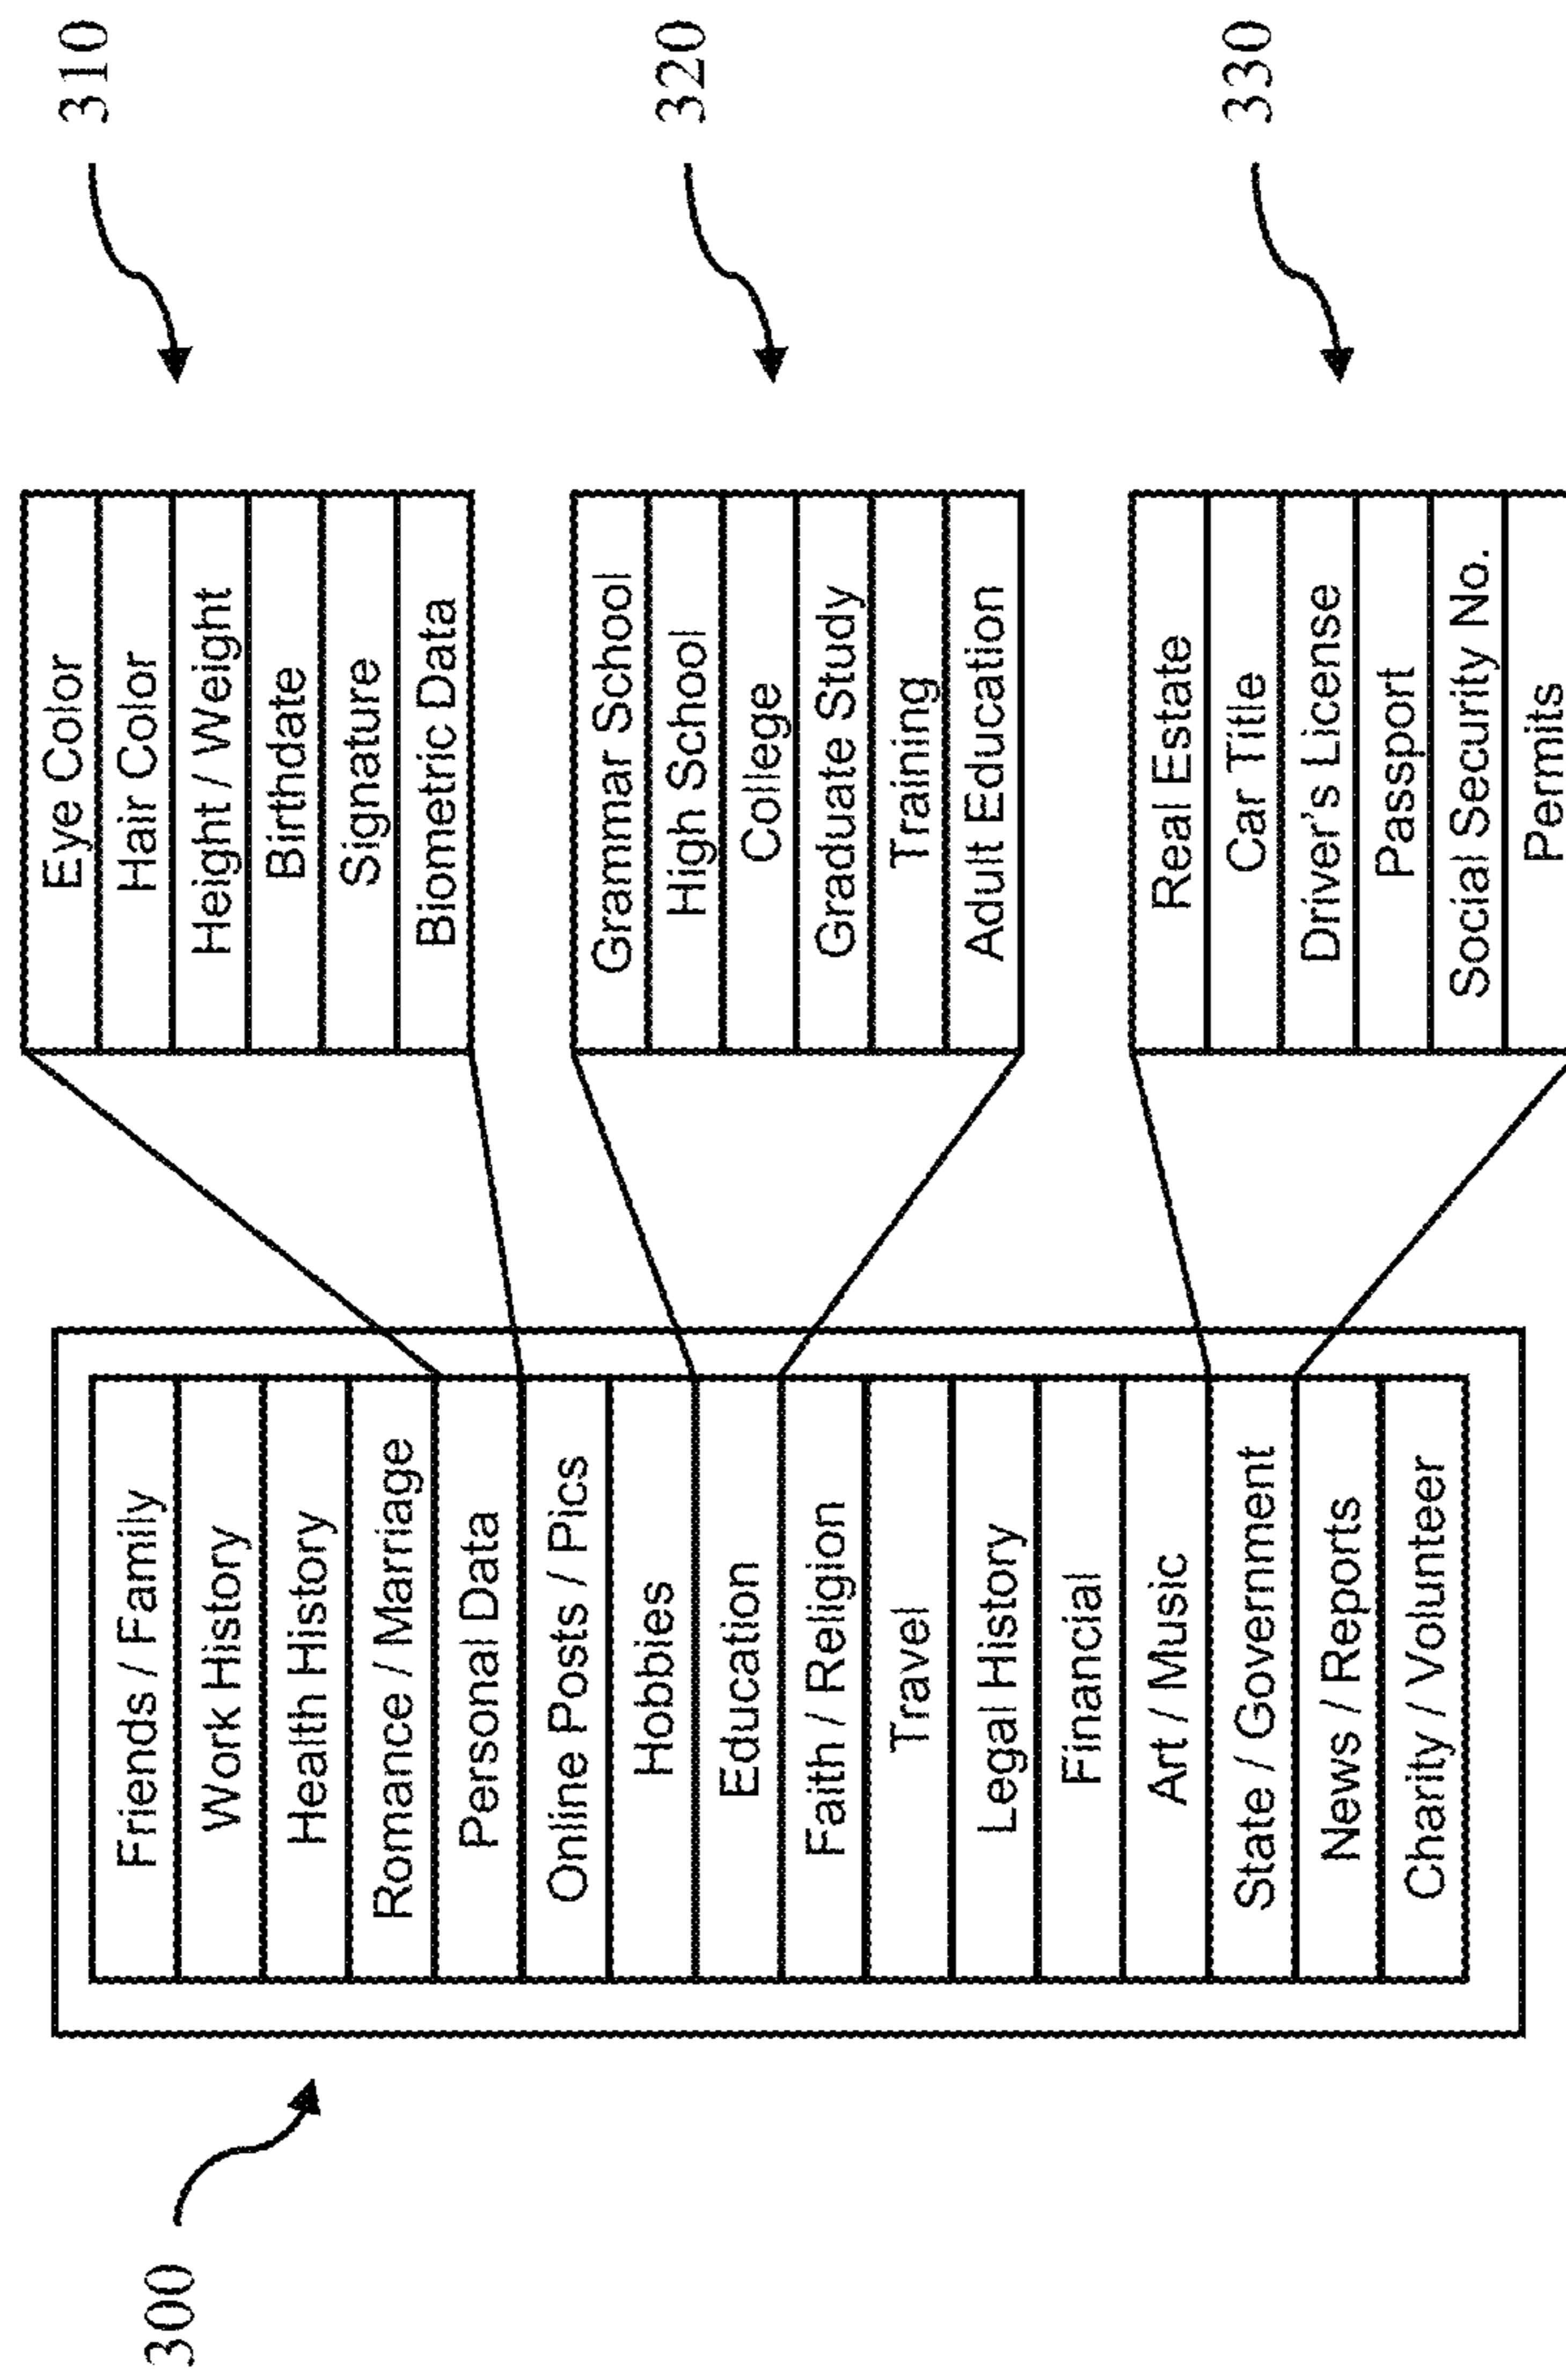 300
Friends / Family
Work History
Health History
Romance / Marriage
Personal Data
Online Posts / Pics
Hobbies
Education
Faith / Religion
Travel
Legal History
Financial
Art / Music
State / Government
News / Reports
Charity / Volunteer
Eye Color
Hair Color
Height / Weight
Birthdate
Signature
Biometric Data
310
Grammar School
High School
College
Graduate Study
Training
Adult Education
320
Real Estate
Car Title
Driver's License
Passport
Social Security No.
Permits
330